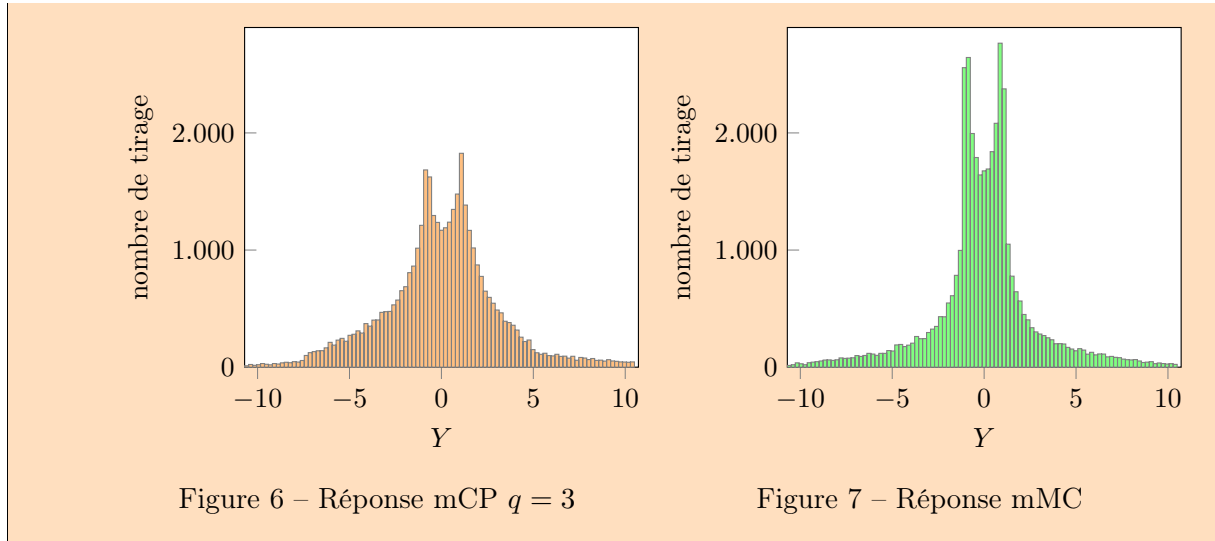 nombre de tirage
2.000
1.000
0
−10 −5 0 5 10
Y
Figure 6 – Réponse mCP q = 3
nombre de tirage
2.000
1.000
0
−10 −5 0 5 10
Y
Figure 7 – Réponse mMC